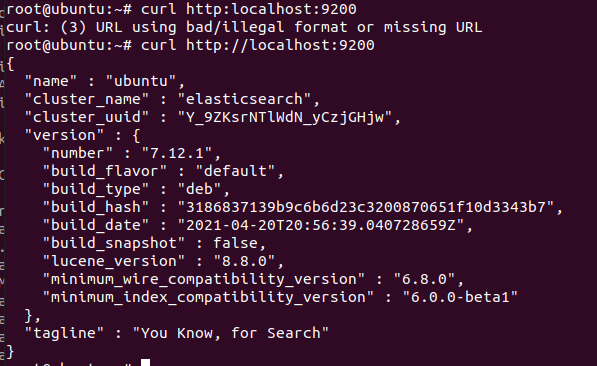 root@ubuntu:~# curl http:localhost:9200
curl: (3) URL using bad/illegal format or missing URL
root@ubuntu:~# curl http://localhost:9200
{
  "name" : "ubuntu",
  "cluster_name" : "elasticsearch",
  "cluster_uuid" : "Y_9ZKsrNTlWdN_yCzjGHjw",
  "version" : {
    "number" : "7.12.1",
    "build_flavor" : "default",
    "build_type" : "deb",
    "build_hash" : "3186837139b9c6b6d23c3200870651f10d3343b7",
    "build_date" : "2021-04-20T20:56:39.040728659Z",
    "build_snapshot" : false,
    "lucene_version" : "8.8.0",
    "minimum_wire_compatibility_version" : "6.8.0",
    "minimum_index_compatibility_version" : "6.0.0-beta1"
  },
  "tagline" : "You Know, for Search"
}